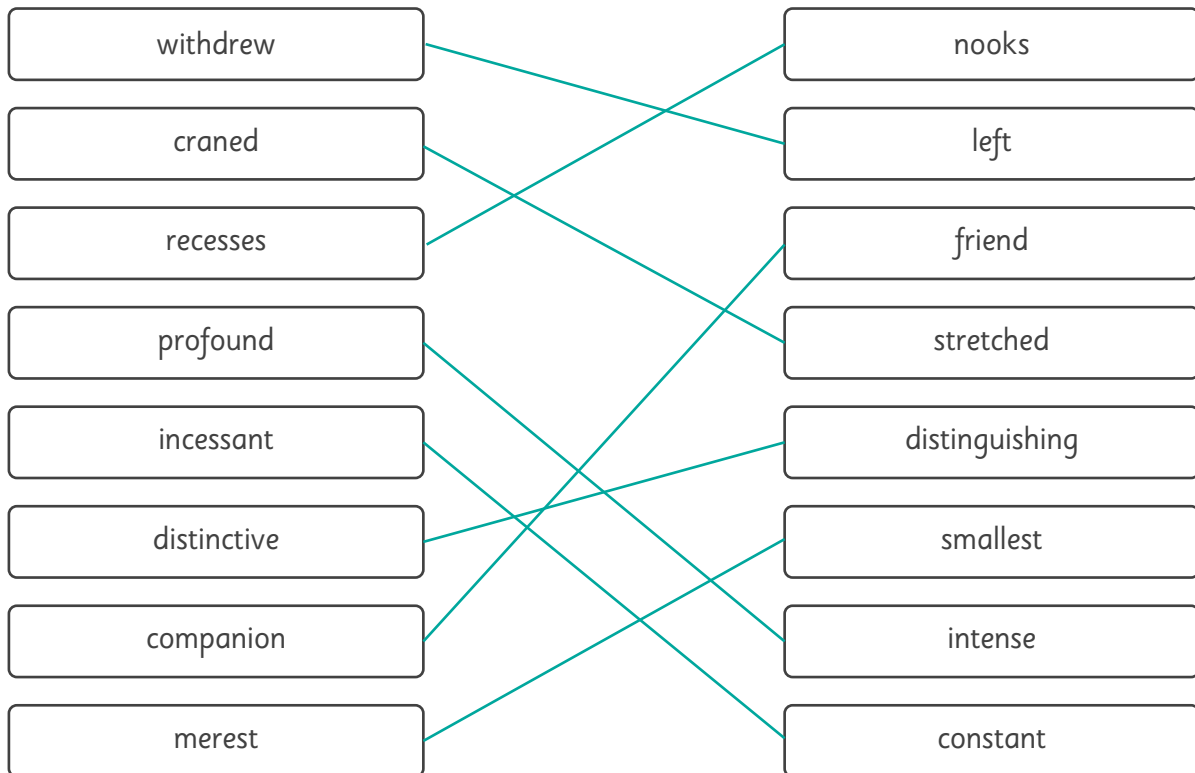 withdrew
nooks
craned
left
recesses
friend
profound
stretched
incessant
distinguishing
distinctive
smallest
companion
intense
merest
constant